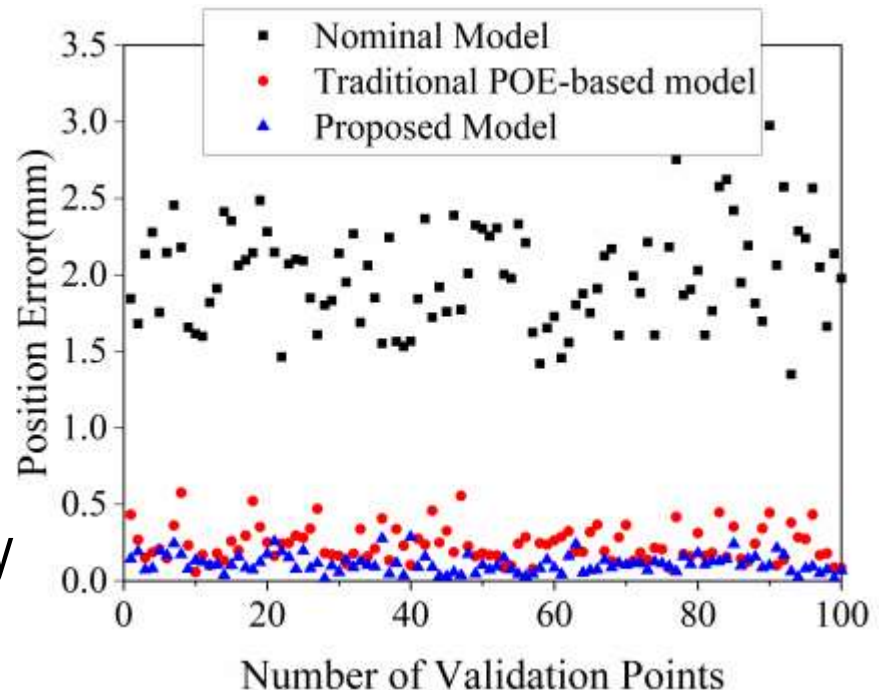 Nominal Model
Traditional POE-based model
Proposed Model
Position Error(mm)
3.5
3.0
2.5
2.0
1.5
1.0
0.5
0.0
0 20 40 60 80 100
Number of Validation Points
y